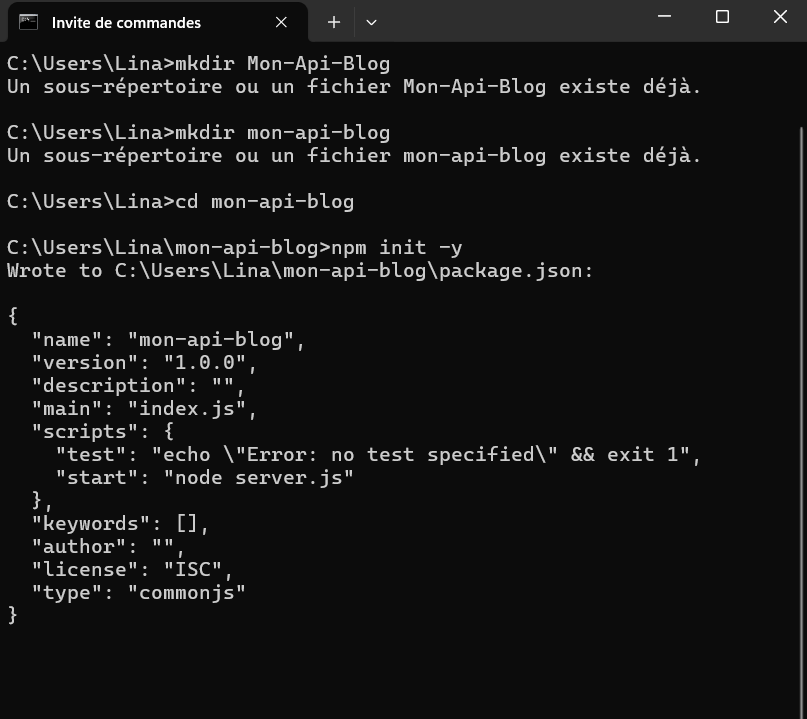 Invite de commandes
C:\Users\Lina>mkdir Mon-Api-Blog
Un sous-répertoire ou un fichier Mon-Api-Blog existe déjà.
C:\Users\Lina>mkdir mon-api-blog
Un sous-répertoire ou un fichier mon-api-blog existe déjà.
C:\Users\Lina>cd mon-api-blog
C:\Users\Lina\mon-api-blog>npm init -y
Wrote to C:\Users\Lina\mon-api-blog\package.json:
{
  "name": "mon-api-blog",
  "version": "1.0.0",
  "description": "",
  "main": "index.js",
  "scripts": {
    "test": "echo \"Error: no test specified\" && exit 1",
    "start": "node server.js"
  },
  "keywords": [],
  "author": "",
  "license": "ISC",
  "type": "commonjs"
}